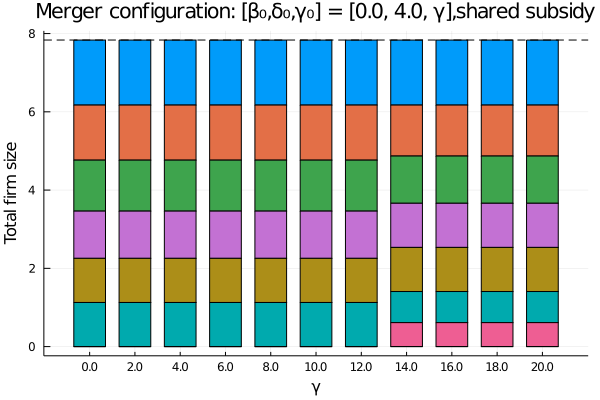 Merger configuration: [β₀,δ₀,γ₀] = [0.0, 4.0, γ],shared subsidy
8
6
4
2
0
Total firm size
0.0 2.0 4.0 6.0 8.0 10.0 12.0 14.0 16.0 18.0 20.0
γ